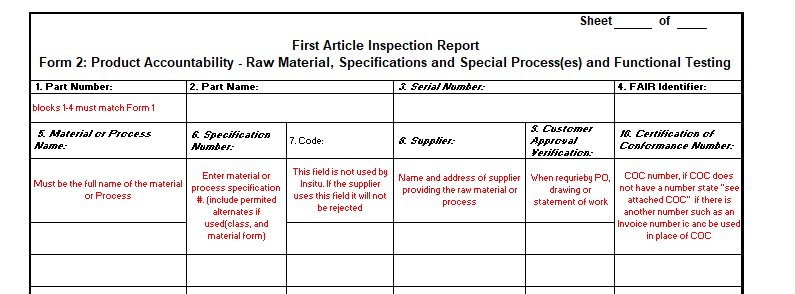 Sheet_____ of ____
First Article Inspection Report
Form 2: Product Accountability - Raw Material, Specifications and Special Process(es) and Functional Testing
1. Part Number: 2. Part Name: 3. Serial Number: 4. FAIR Identifier:
blocks 1-4 must match Form 1
5. Material or Process
Name:
6. Specification
Number:
7. Code:
8. Supplier:
9. Customer
Approval
Verification:
10. Certification of
Conformance Number:
Must be the full name of the material
or Process
Enter material or
process specification
#. (include permited
alternates if
used(class, and
material form)
This field is not used by
Insitu. If the supplier
uses this field it will not
be rejected
Name and address of supplier
providing the raw material or
process
When requrieby PO,
drawing or
statement of work
COC number, if COC does
not have a number state "see
attached COC" if there is
another number such as an
Invoice number ic anc be used
in place of COC